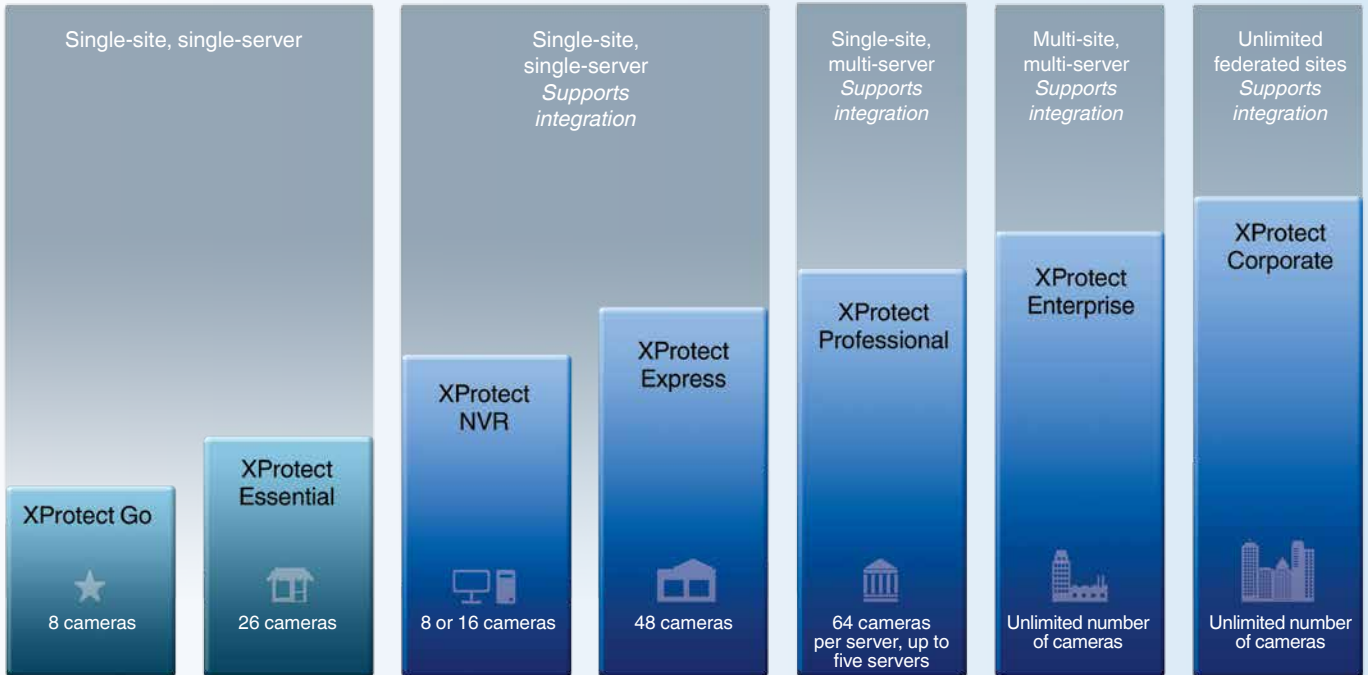 Single-site, single-server
Single-site,
single-server
Supports
integration
Single-site,
multi-server
Supports
integration
Multi-site,
multi-server
Supports
integration
Unlimited
federated sites
Supports
integration
XProtect Go
8 cameras
XProtect
Essential
26 cameras
XProtect
NVR
8 or 16 cameras
XProtect
Express
48 cameras
XProtect
Professional
64 cameras
per server, up to
five servers
XProtect
Enterprise
Unlimited number
of cameras
XProtect
Corporate
Unlimited number
of cameras